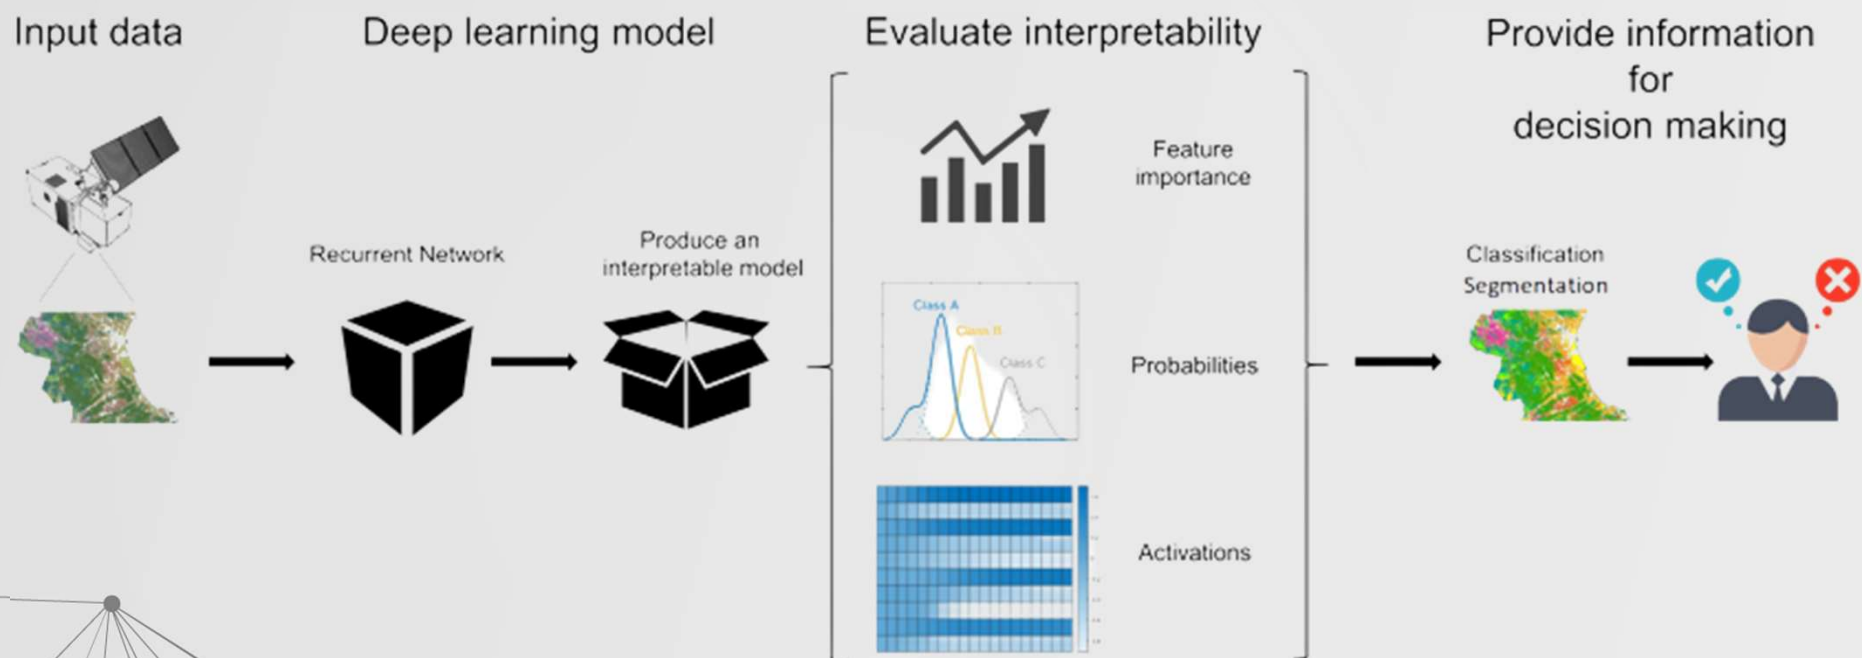 Input data
Deep learning model
Evaluate interpretability
Provide information
for
decision making
Recurrent Network
Produce an
interpretable model
Feature
importance
Class A
Class B
Class C
Probabilities
Activations
Classification
Segmentation